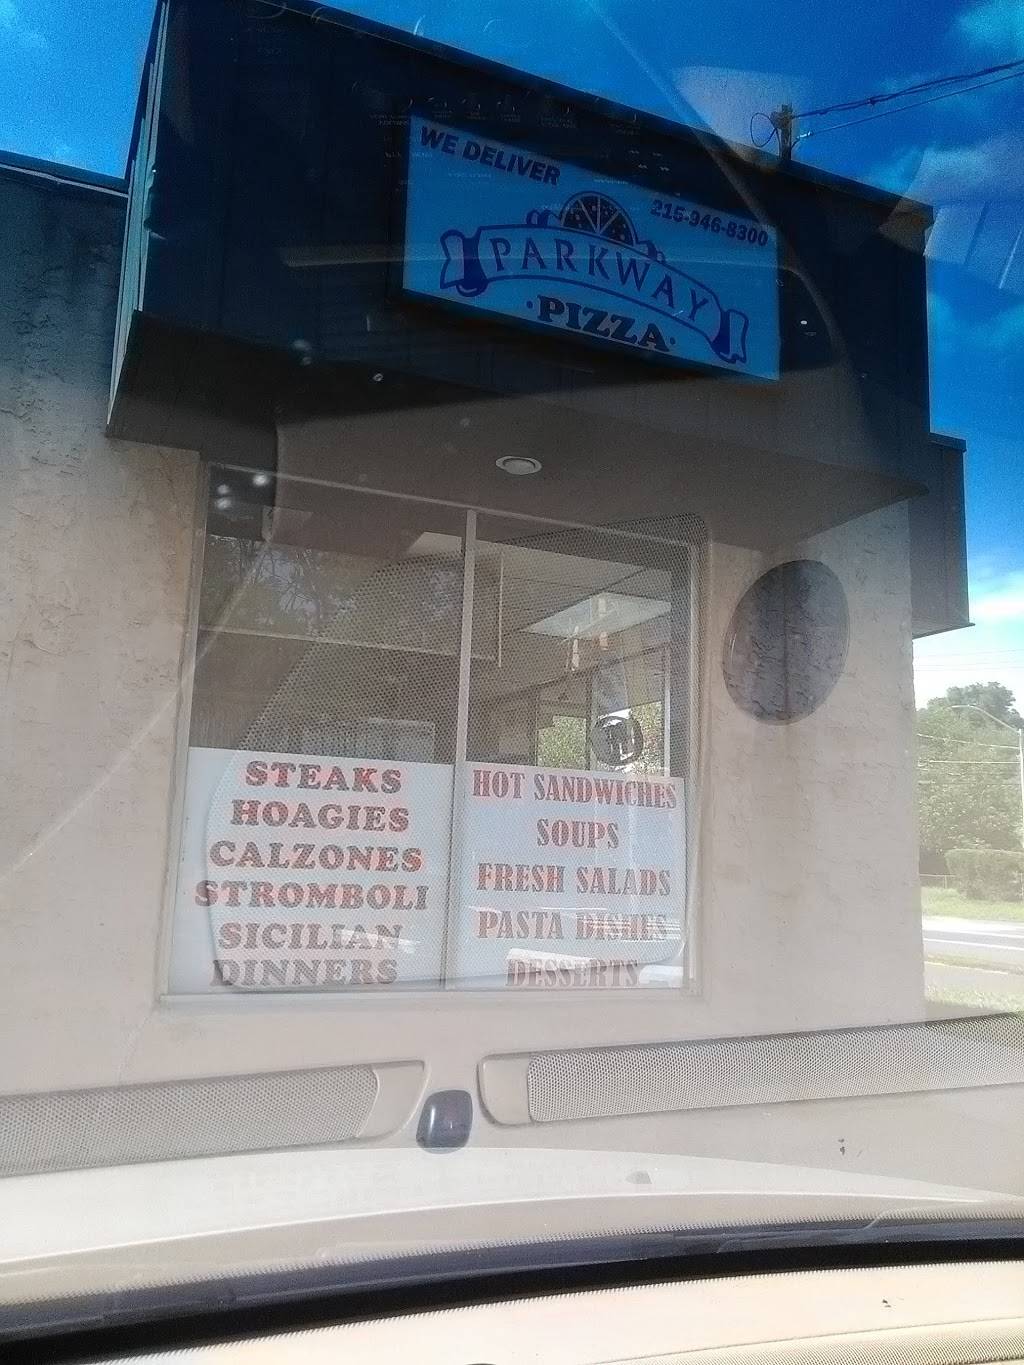 WE DELIVER
215-946-8300
PARKWAY
·PIZZA·
STEAKS
HOAGIES
CALZONES
STROMBOLI
SICILIAN
DINNERS
HOT SANDWICHES
SOUPS
FRESH SALADS
PASTA DISHES
DESSERTS